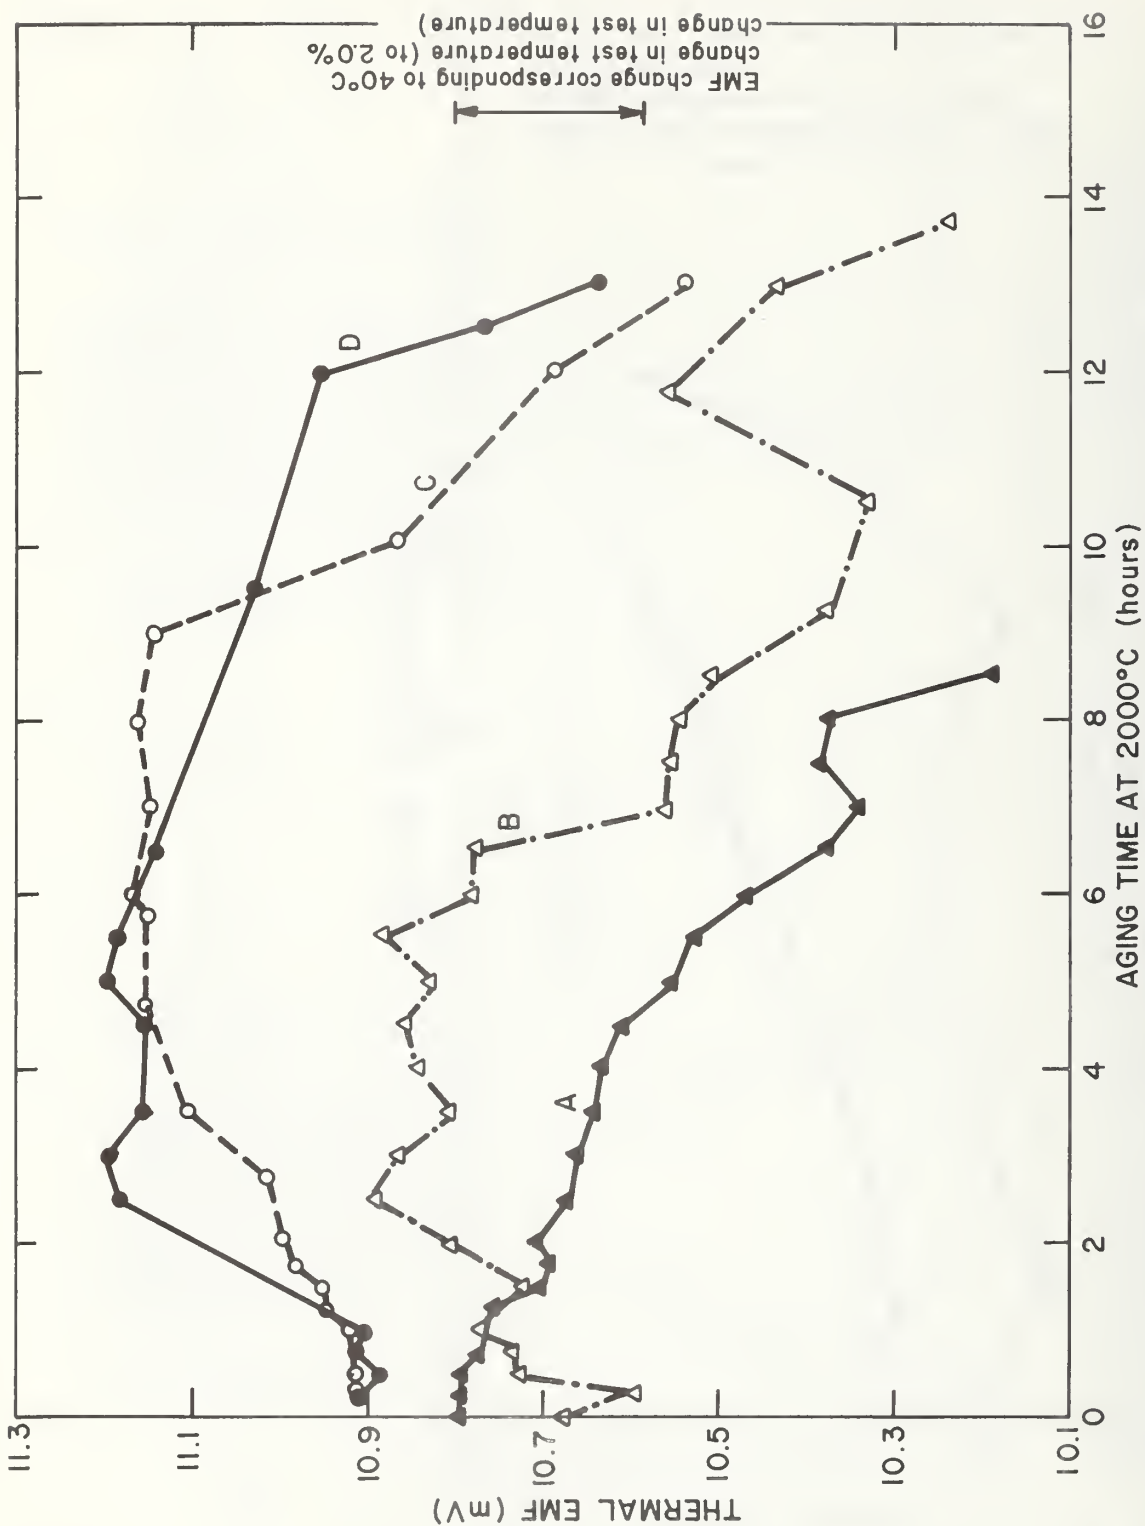 11.3
11.1
10.9
10.7
10.5
10.3
10.1
THERMAL EMF (mV)
0
2
4
6
8
10
12
14
16
AGING TIME AT 2000°C (hours)
A
B
C
D
EMF change corresponding to 40°C
change in test temperature (to 2.0%
change in test temperature)